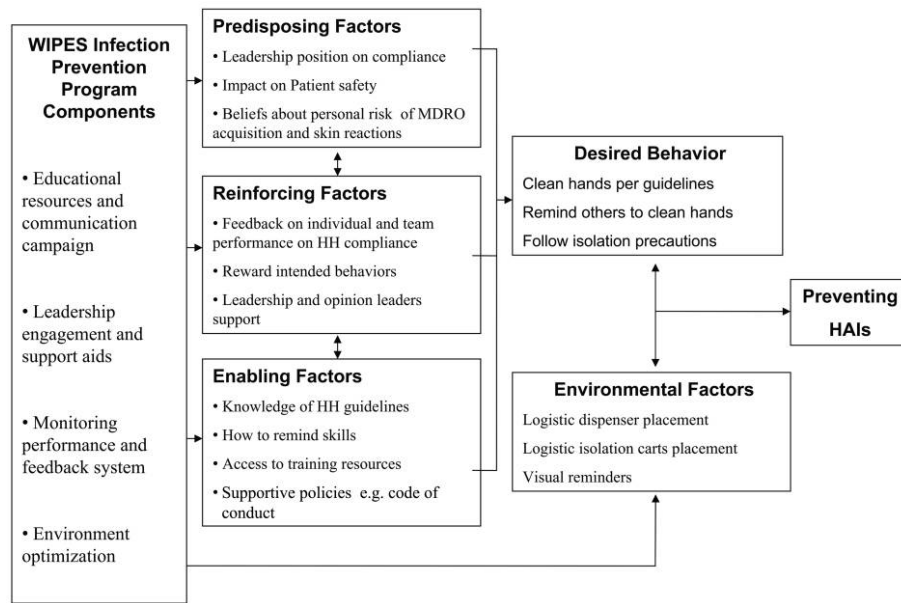 WIPES Infection
Prevention
Program
Components
• Educational
resources and
communication
campaign
• Leadership
engagement and
support aids
• Monitoring
performance and
feedback system
• Environment
optimization
Predisposing Factors
• Leadership position on compliance
• Impact on Patient safety
• Beliefs about personal risk of MDRO
acquisition and skin reactions
Reinforcing Factors
• Feedback on individual and team
performance on HH compliance
• Reward intended behaviors
• Leadership and opinion leaders
support
Enabling Factors
• Knowledge of HH guidelines
• How to remind skills
• Access to training resources
• Supportive policies e.g. code of
conduct
Desired Behavior
Clean hands per guidelines
Remind others to clean hands
Follow isolation precautions
Environmental Factors
Logistic dispenser placement
Logistic isolation carts placement
Visual reminders
Preventing
HAIs